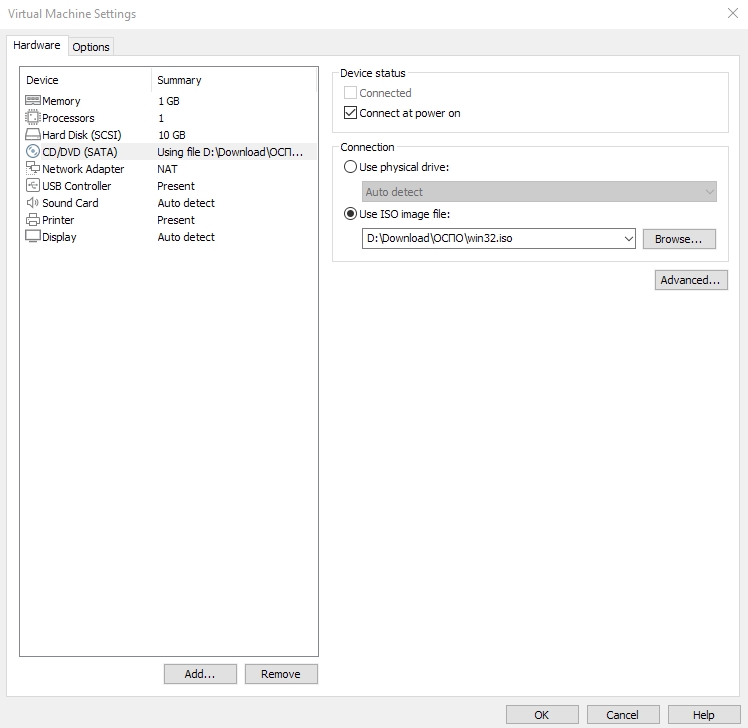 Virtual Machine Settings
Hardware
Options
Device Summary
Memory 1 GB
Processors 1
Hard Disk (SCSI) 10 GB
CD/DVD (SATA) Using file D:\Download\ОСП...
Network Adapter NAT
USB Controller Present
Sound Card Auto detect
Printer Present
Display Auto detect
Add...
Remove
Device status
Connected
Connect at power on
Connection
Use physical drive:
Auto detect
Use ISO image file:
D:\Download\ОСПО\win32.iso
Browse...
Advanced...
OK
Cancel
Help